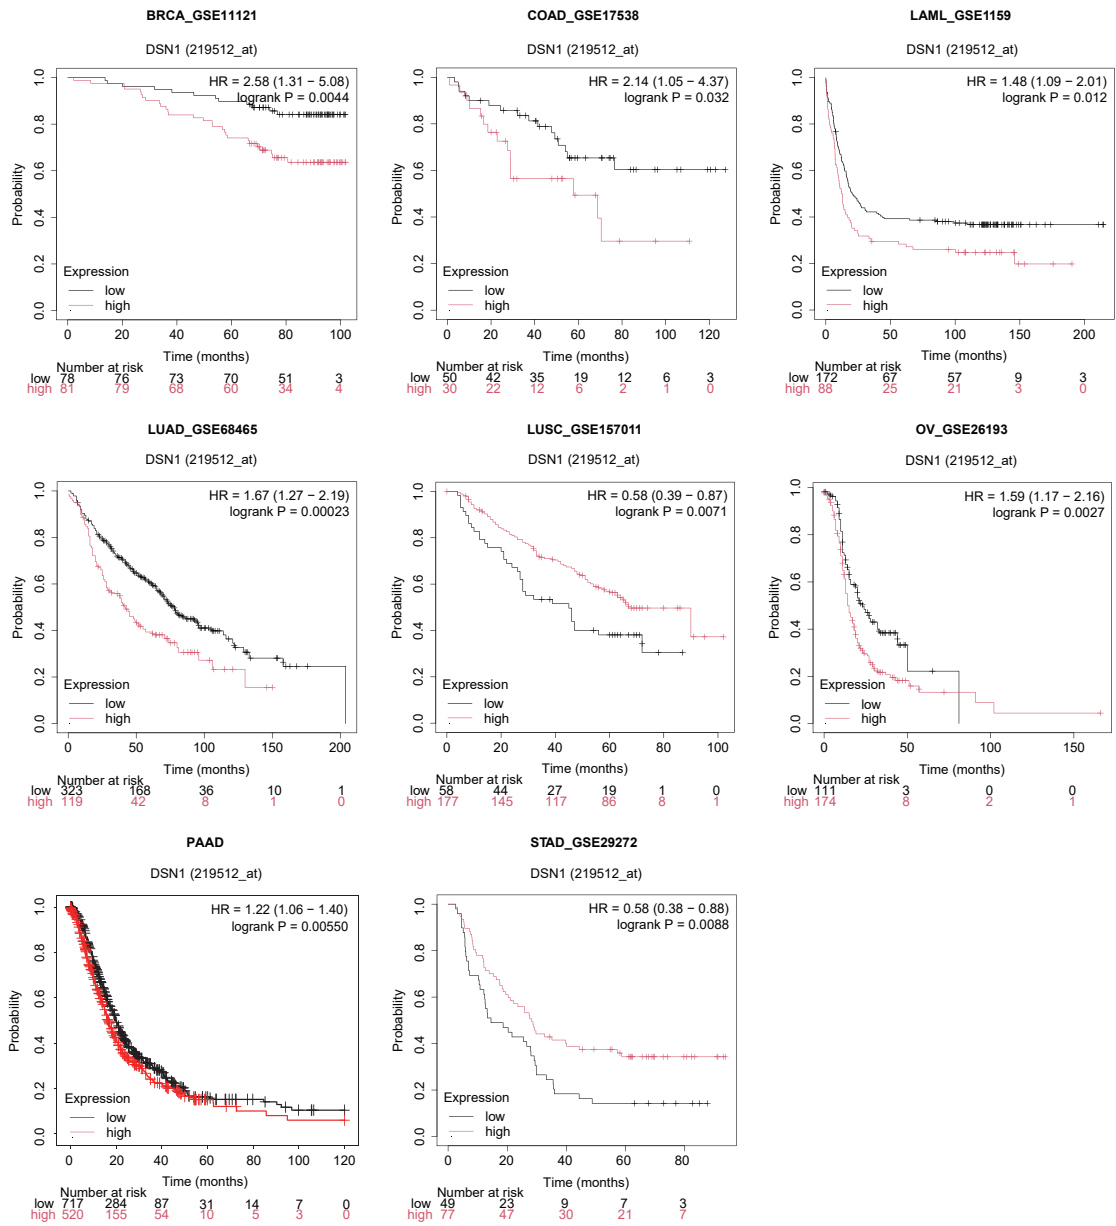 BRCA_GSE11121
DSN1 (219512_at)
HR = 2.58 (1.31 − 5.08)
logrank P = 0.0044
Probability
1.0
0.8
0.6
0.4
0.2
0.0
Expression
low
high
0 20 40 60 80 100
Time (months)
Number at risk
low 78 76 73 70 51 3
high 81 79 68 60 34 4
COAD_GSE17538
DSN1 (219512_at)
HR = 2.14 (1.05 − 4.37)
logrank P = 0.032
Probability
1.0
0.8
0.6
0.4
0.2
0.0
Expression
low
high
0 20 40 60 80 100 120
Time (months)
Number at risk
low 50 42 35 19 12 6 3
high 30 22 12 6 2 1 0
LAML_GSE1159
DSN1 (219512_at)
HR = 1.48 (1.09 − 2.01)
logrank P = 0.012
Probability
1.0
0.8
0.6
0.4
0.2
0.0
Expression
low
high
0 50 100 150 200
Time (months)
Number at risk
low 172 67 57 9 3
high 88 25 21 3 0
LUAD_GSE68465
DSN1 (219512_at)
HR = 1.67 (1.27 − 2.19)
logrank P = 0.00023
Probability
1.0
0.8
0.6
0.4
0.2
0.0
Expression
low
high
0 50 100 150 200
Time (months)
Number at risk
low 323 168 36 10 1
high 119 42 8 1 0
LUSC_GSE157011
DSN1 (219512_at)
HR = 0.58 (0.39 − 0.87)
logrank P = 0.0071
Probability
1.0
0.8
0.6
0.4
0.2
0.0
Expression
low
high
0 20 40 60 80 100
Time (months)
Number at risk
low 58 44 27 19 1 0
high 177 145 117 86 8 1
OV_GSE26193
DSN1 (219512_at)
HR = 1.59 (1.17 − 2.16)
logrank P = 0.0027
Probability
1.0
0.8
0.6
0.4
0.2
0.0
Expression
low
high
0 50 100 150
Time (months)
Number at risk
low 111 3 0 0
high 174 8 2 1
PAAD
DSN1 (219512_at)
HR = 1.22 (1.06 − 1.40)
logrank P = 0.00550
Probability
1.0
0.8
0.6
0.4
0.2
0.0
Expression
low
high
0 20 40 60 80 100 120
Time (months)
Number at risk
low 717 284 87 31 14 7 0
high 520 155 54 10 5 3 0
STAD_GSE29272
DSN1 (219512_at)
HR = 0.58 (0.38 − 0.88)
logrank P = 0.0088
Probability
1.0
0.8
0.6
0.4
0.2
0.0
Expression
low
high
0 20 40 60 80
Time (months)
Number at risk
low 49 23 9 7 3
high 77 47 30 21 7